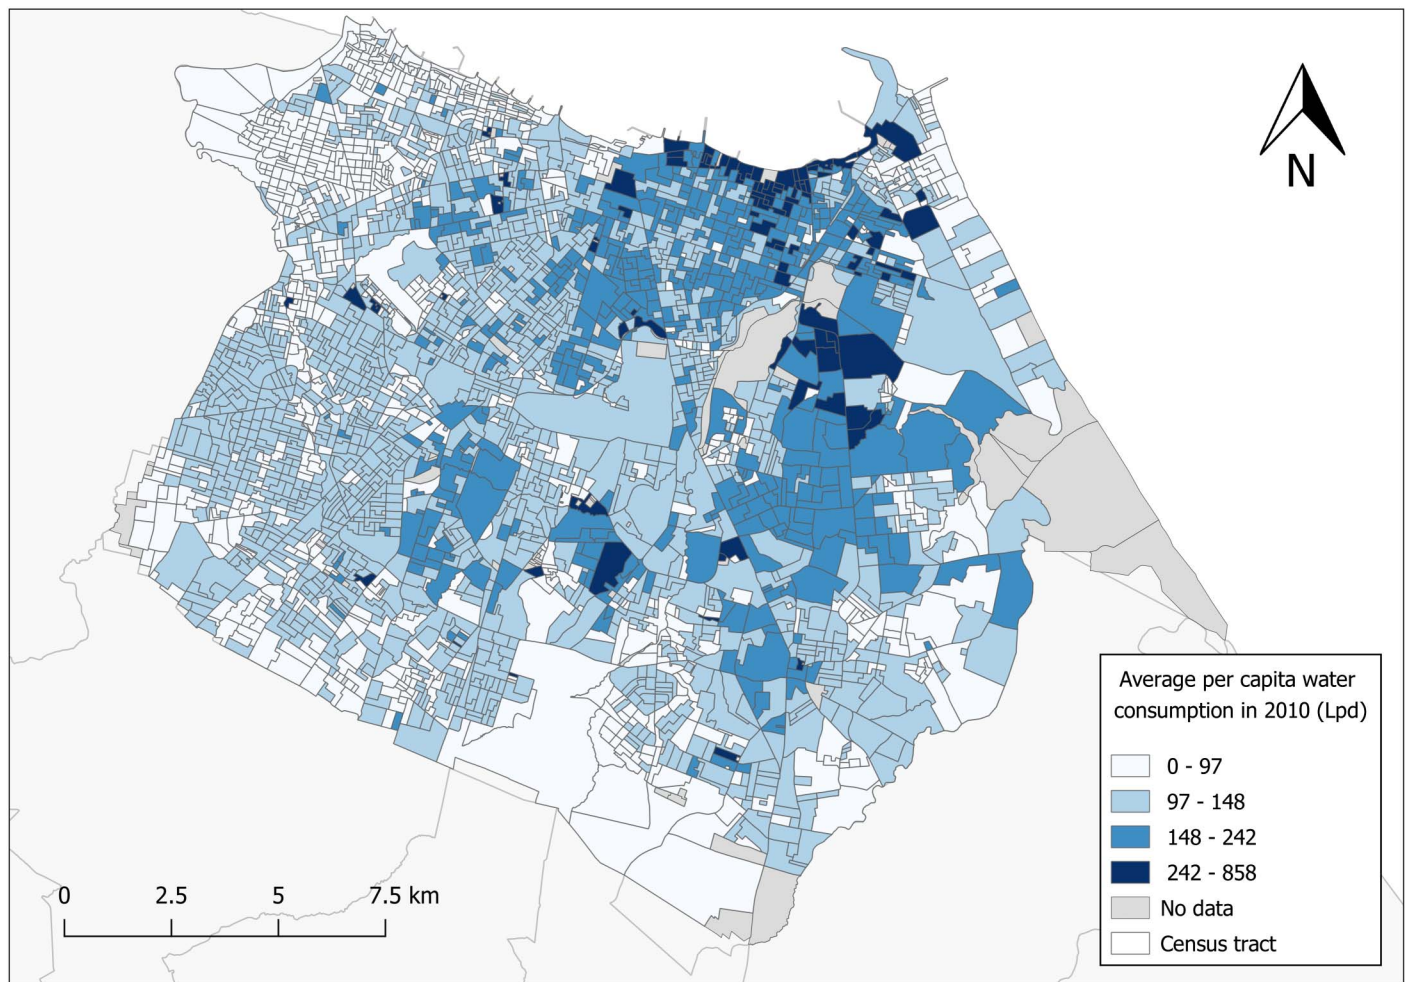 N
Average per capita water
consumption in 2010 (Lpd)
0 - 97
97 - 148
148 - 242
242 - 858
No data
Census tract
0 2.5 5 7.5 km